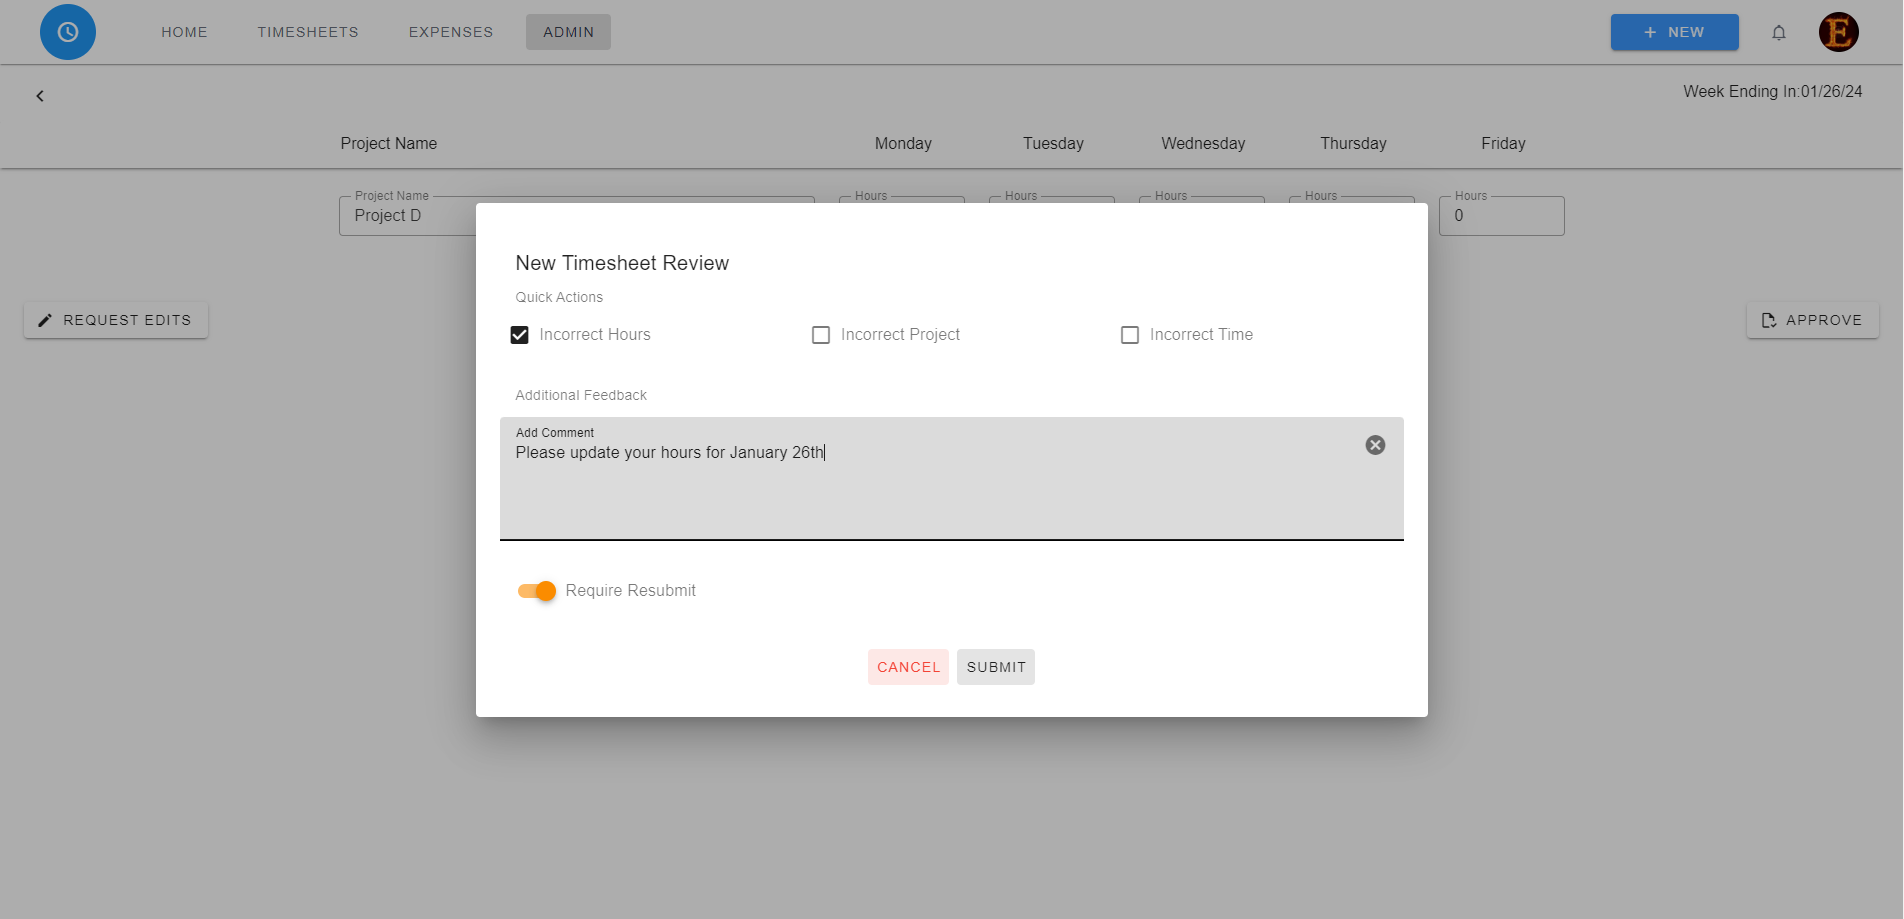 HOME TIMESHEETS EXPENSES ADMIN + NEW E
Week Ending In:01/26/24
Project Name Monday Tuesday Wednesday Thursday Friday
Project Name Hours Hours Hours Hours Hours
Project D 0
New Timesheet Review
Quick Actions
REQUEST EDITS APPROVE
Incorrect Hours Incorrect Project Incorrect Time
Additional Feedback
Add Comment
Please update your hours for January 26th
Require Resubmit
CANCEL SUBMIT